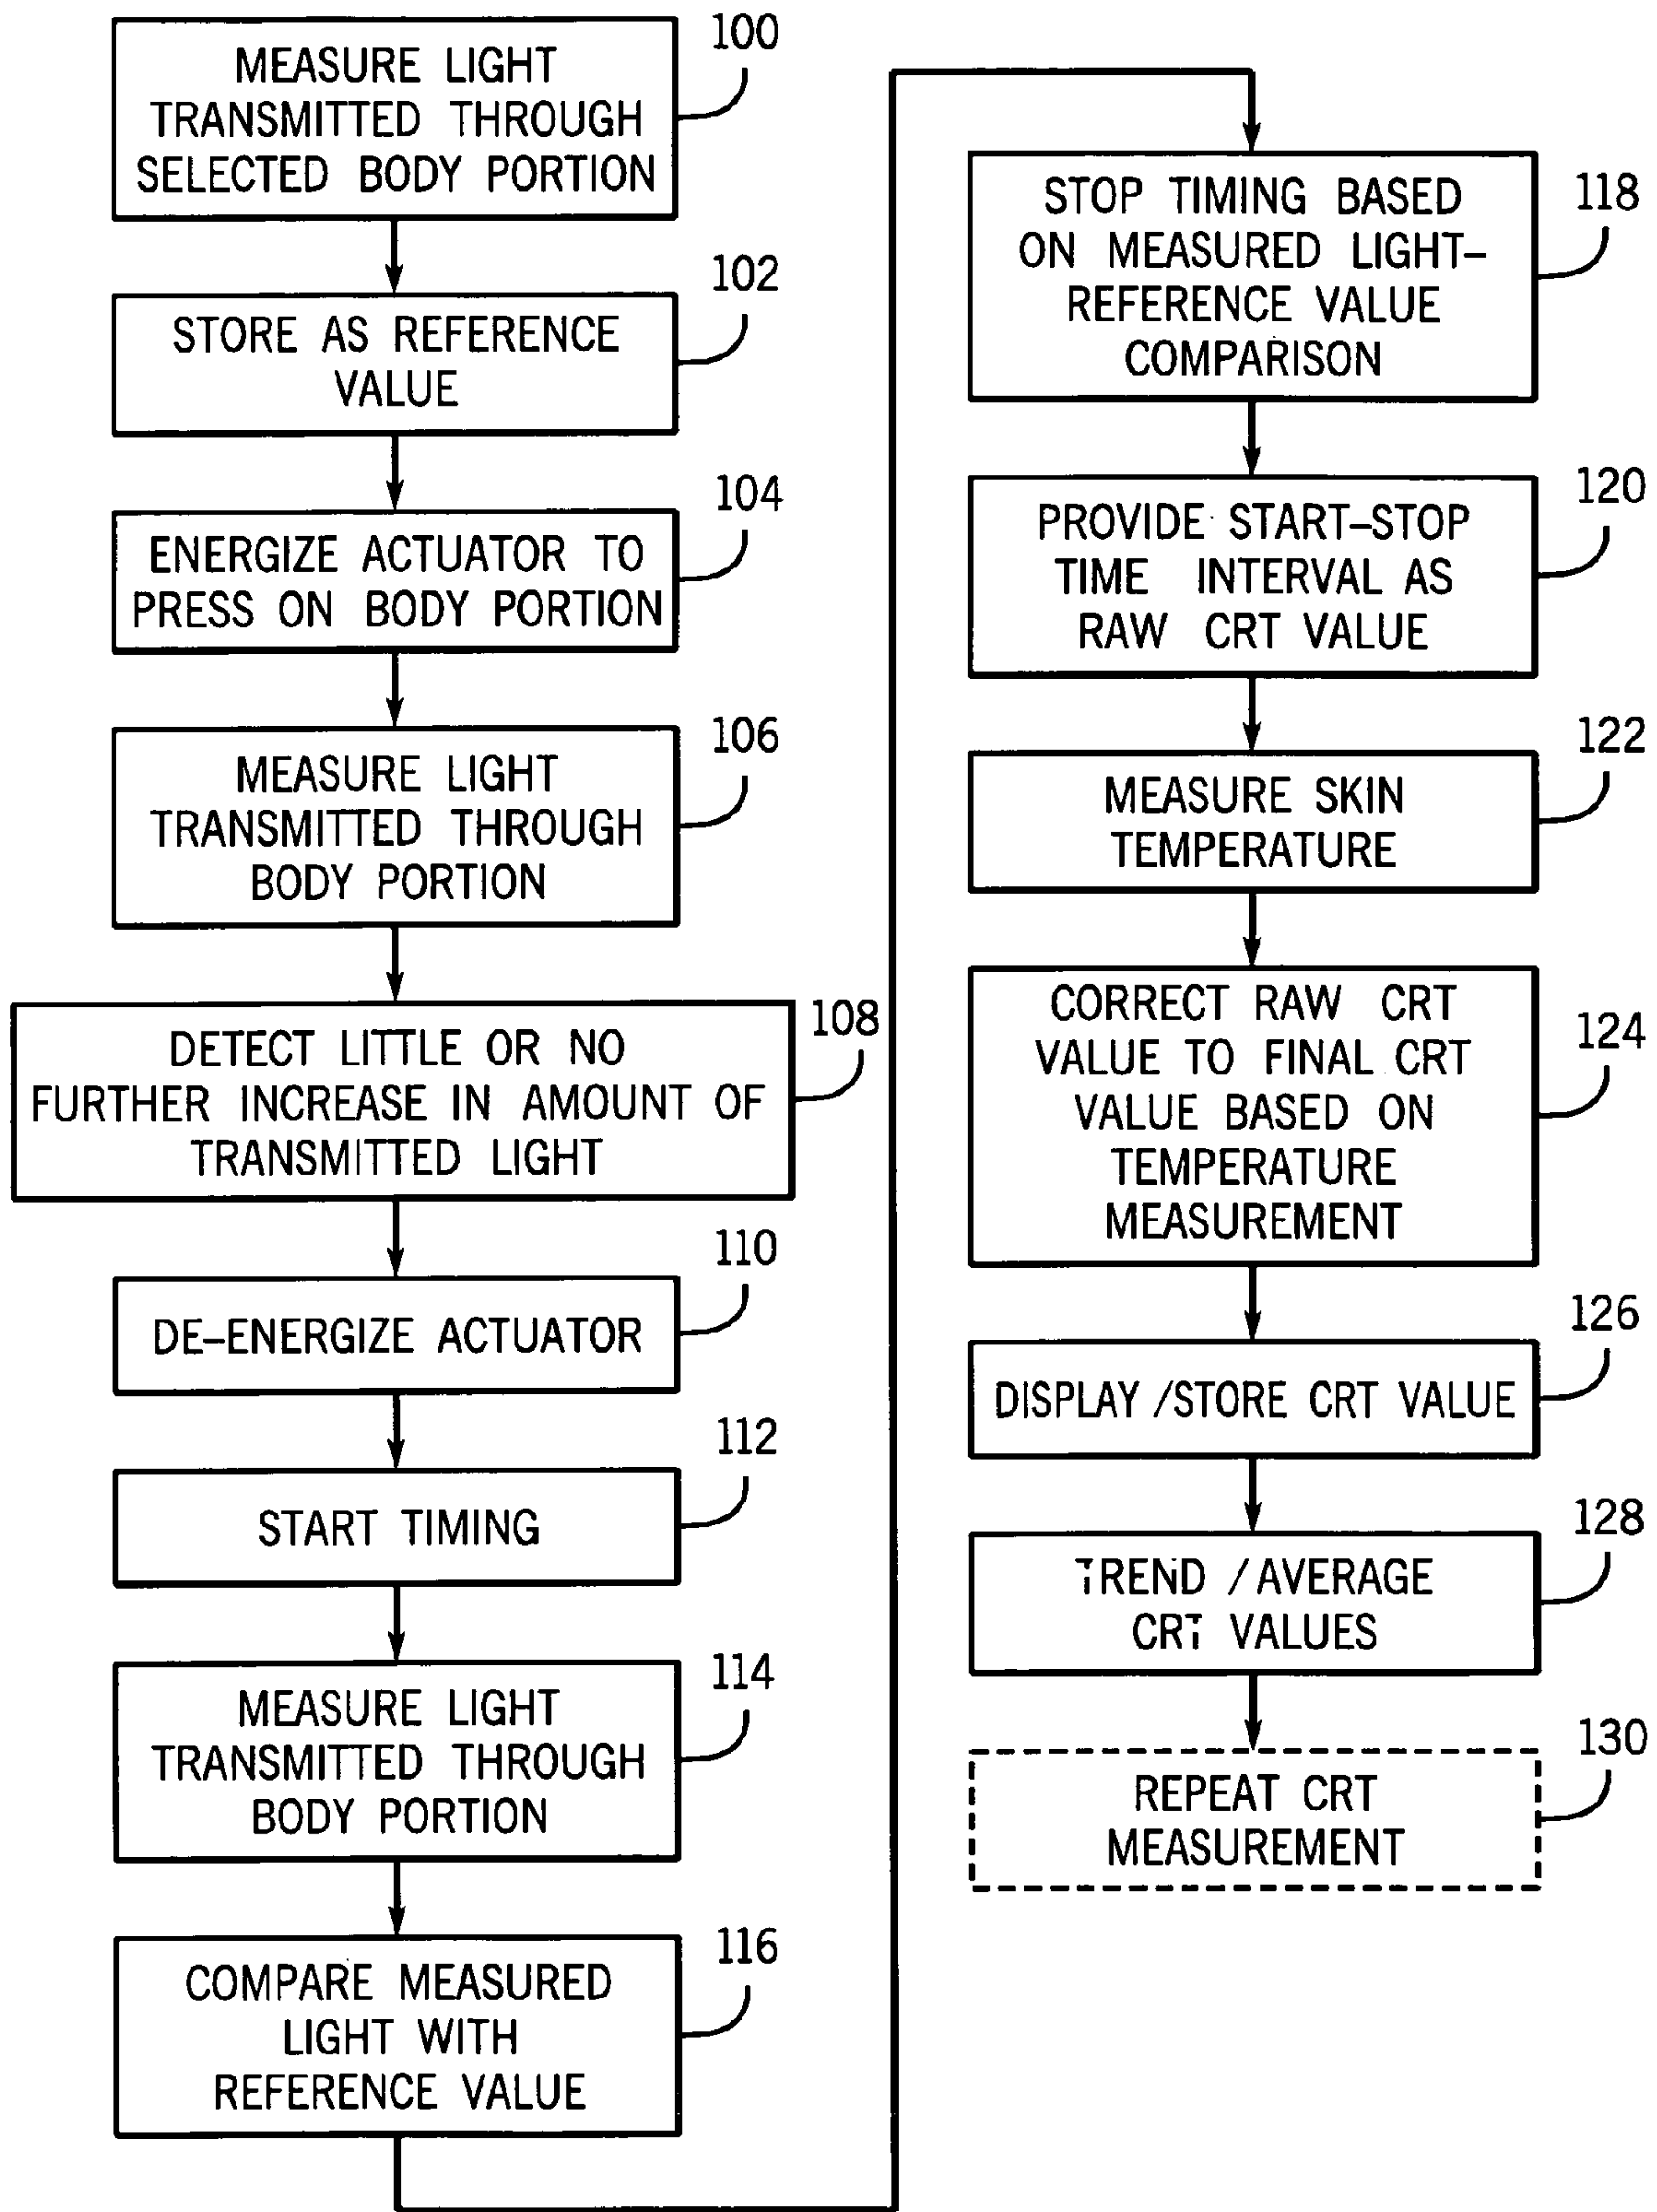 100
MEASURE LIGHT
TRANSMITTED THROUGH
SELECTED BODY PORTION
102
STORE AS REFERENCE
VALUE
104
ENERGIZE ACTUATOR TO
PRESS ON BODY PORTION
106
MEASURE LIGHT
TRANSMITTED THROUGH
BODY PORTION
108
DETECT LITTLE OR NO
FURTHER INCREASE IN AMOUNT OF
TRANSMITTED LIGHT
110
DE-ENERGIZE ACTUATOR
112
START TIMING
114
MEASURE LIGHT
TRANSMITTED THROUGH
BODY PORTION
116
COMPARE MEASURED
LIGHT WITH
REFERENCE VALUE
118
STOP TIMING BASED
ON MEASURED LIGHT-
REFERENCE VALUE
COMPARISON
120
PROVIDE START-STOP
TIME INTERVAL AS
RAW CRT VALUE
122
MEASURE SKIN
TEMPERATURE
124
CORRECT RAW CRT
VALUE TO FINAL CRT
VALUE BASED ON
TEMPERATURE
MEASUREMENT
126
DISPLAY /STORE CRT VALUE
128
TREND / AVERAGE
CRT VALUES
130
REPEAT CRT
MEASUREMENT